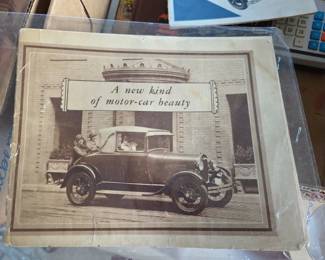 A new kind
of motor-car beauty